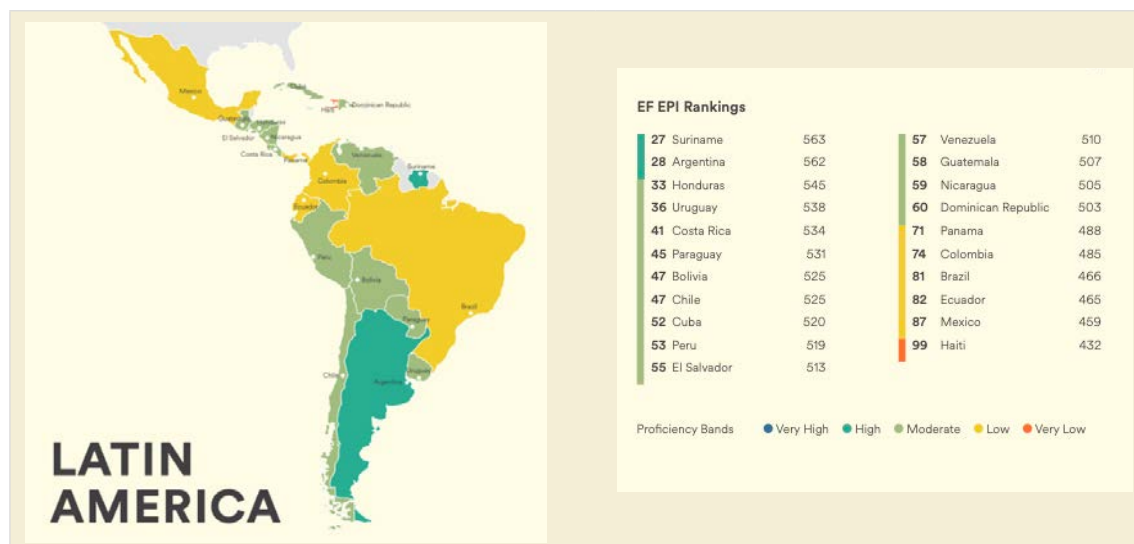 Mexico
Cuba
Haiti
Dominican Republic
Guatemala
Honduras
El Salvador
Nicaragua
Costa Rica
Panama
Venezuela
Suriname
Colombia
Ecuador
Peru
Bolivia
Brazil
Paraguay
Chile
Uruguay
Argentina
LATIN
AMERICA
EF EPI Rankings
27 Suriname 563
28 Argentina 562
33 Honduras 545
36 Uruguay 538
41 Costa Rica 534
45 Paraguay 531
47 Bolivia 525
47 Chile 525
52 Cuba 520
53 Peru 519
55 El Salvador 513
57 Venezuela 510
58 Guatemala 507
59 Nicaragua 505
60 Dominican Republic 503
71 Panama 488
74 Colombia 485
81 Brazil 466
82 Ecuador 465
87 Mexico 459
99 Haiti 432
Proficiency Bands Very High High Moderate Low Very Low